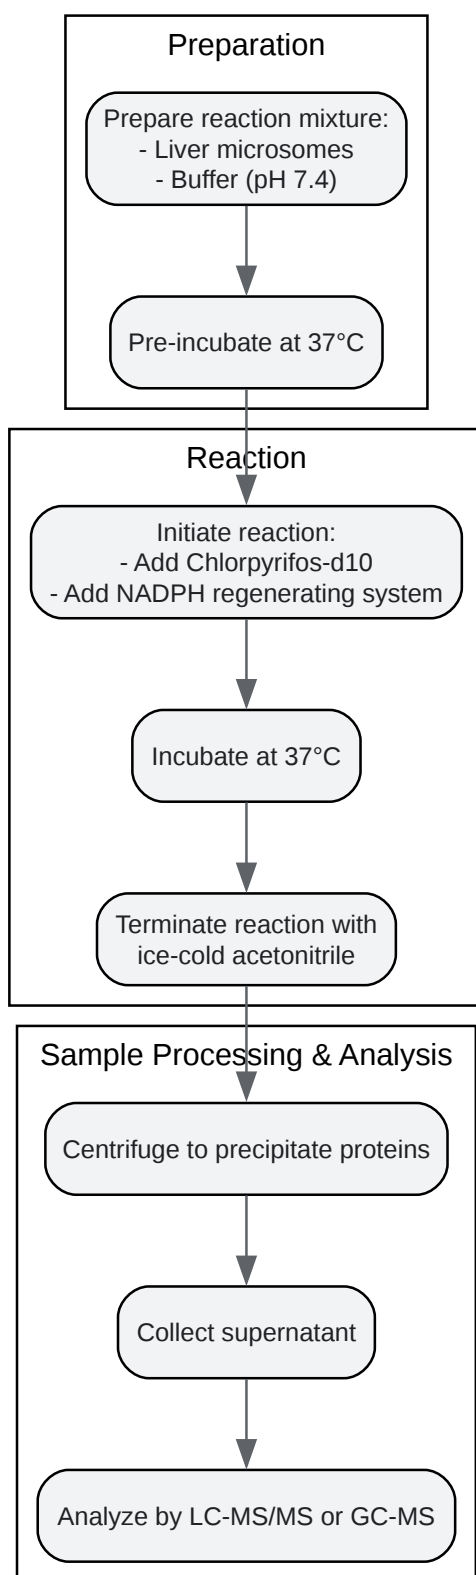 Preparation
Prepare reaction mixture:
- Liver microsomes
- Buffer (pH 7.4)
Pre-incubate at 37°C
Reaction
Initiate reaction:
- Add Chlorpyrifos-d10
- Add NADPH regenerating system
Incubate at 37°C
Terminate reaction with
ice-cold acetonitrile
Sample Processing & Analysis
Centrifuge to precipitate proteins
Collect supernatant
Analyze by LC-MS/MS or GC-MS